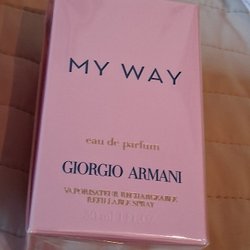 MY WAY
eau de parfum
GIORGIO ARMANI
VAPORISATEUR RECHARGEABLE
REFILLABLE SPRAY